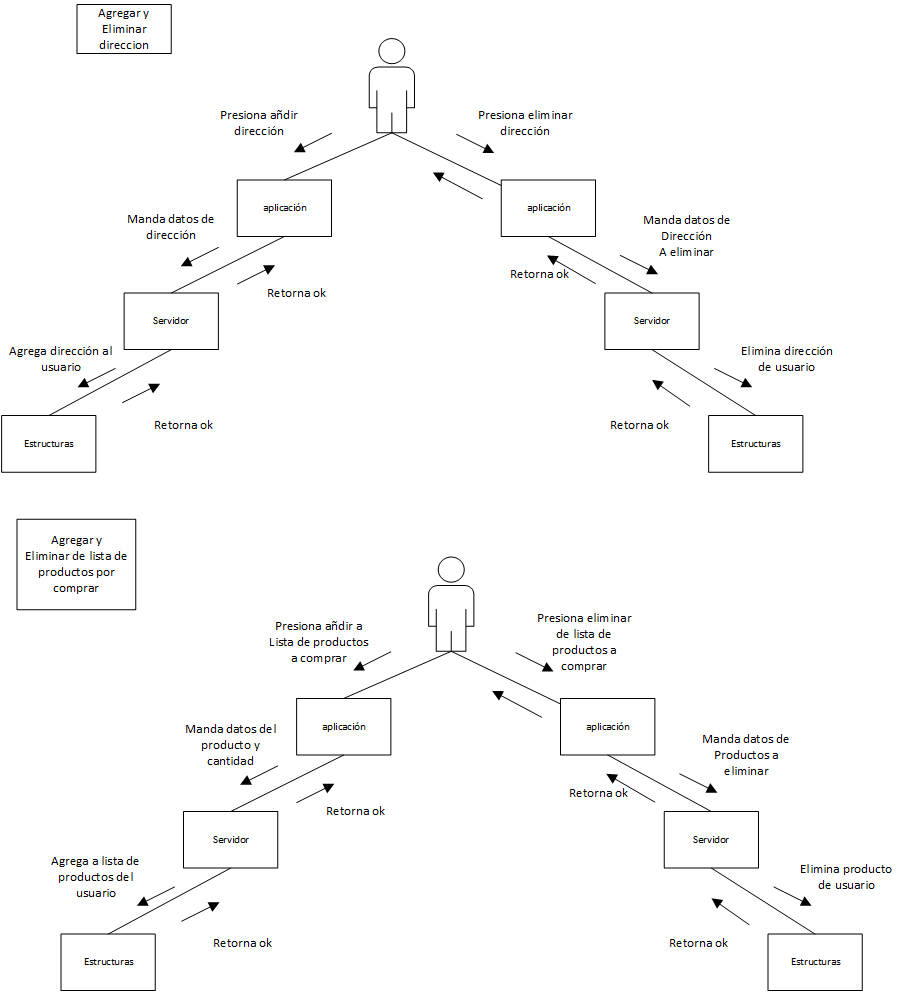 Agregar y
Eliminar
direccion
Presiona añdir
dirección
Presiona eliminar
dirección
aplicación
aplicación
Manda datos de
dirección
Manda datos de
Dirección
A eliminar
Retorna ok
Retorna ok
Servidor
Servidor
Agrega dirección al
usuario
Elimina dirección
de usuario
Retorna ok
Retorna ok
Estructuras
Estructuras
Agregar y
Eliminar de lista de
productos por
comprar
Presiona añdir a
Lista de productos
a comprar
Presiona eliminar
de lista de
productos a
comprar
aplicación
aplicación
Manda datos del
producto y
cantidad
Manda datos de
Productos a
eliminar
Retorna ok
Retorna ok
Servidor
Servidor
Agrega a lista de
productos del
usuario
Elimina producto
de usuario
Retorna ok
Retorna ok
Estructuras
Estructuras